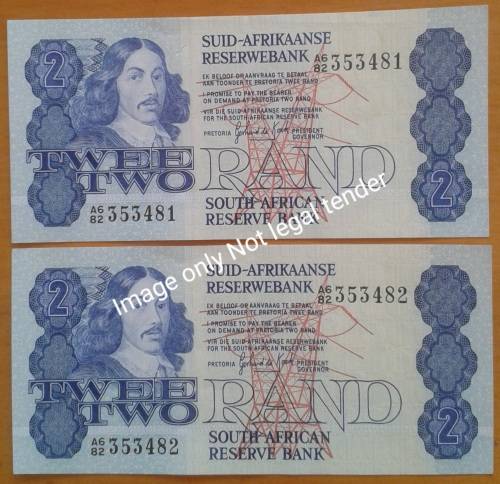 2
SUID-AFRIKAANSE
RESERWEBANK
A6
82 353481
EK BELOOF OP AANVRAAG TE BETAAL
AAN TOONDER TE PRETORIA TWEE RAND
I PROMISE TO PAY THE BEARER
ON DEMAND AT PRETORIA TWO RAND
VIR DIE SUID-AFRIKAANSE RESERWEBANK
FOR THE SOUTH AFRICAN RESERVE BANK
PRETORIA PRESIDENT
GOVERNOR
TWEE
TWO
RAND
2
A6
82 353481
SOUTH AFRICAN
RESERVE BANK
Image only Not legal tender
2
SUID-AFRIKAANSE
RESERWEBANK
A6
82 353482
EK BELOOF OP AANVRAAG TE BETAAL
AAN TOONDER TE PRETORIA TWEE RAND
I PROMISE TO PAY THE BEARER
ON DEMAND AT PRETORIA TWO RAND
VIR DIE SUID-AFRIKAANSE RESERWEBANK
FOR THE SOUTH AFRICAN RESERVE BANK
PRETORIA PRESIDENT
GOVERNOR
TWEE
TWO
RAND
2
A6
82 353482
SOUTH AFRICAN
RESERVE BANK